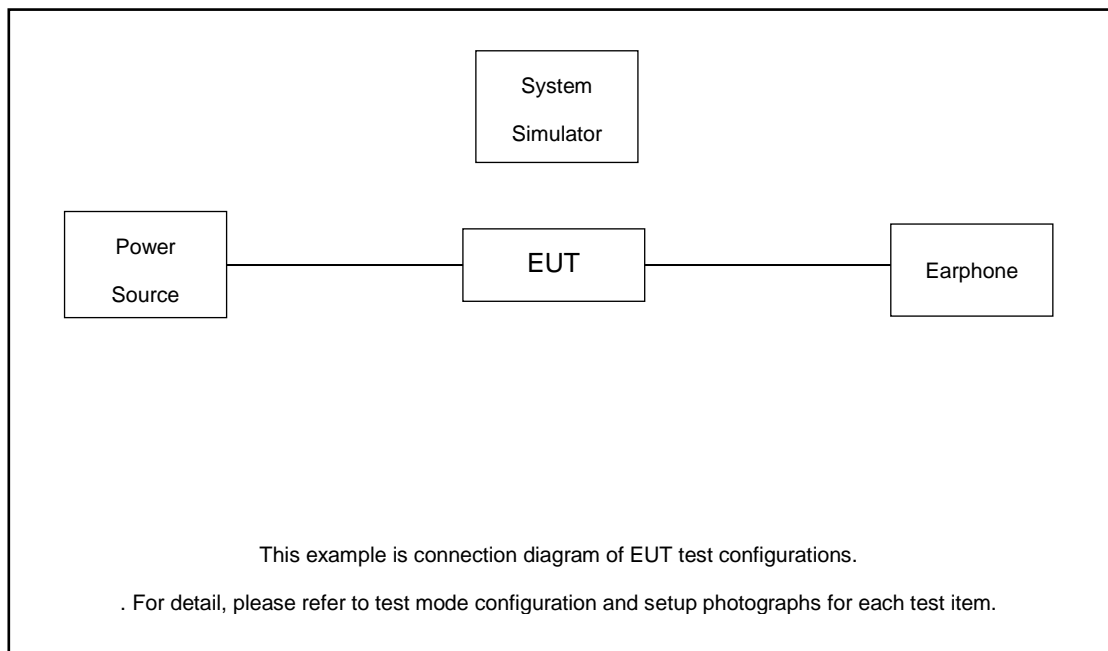 System
Simulator
Power
Source
EUT
Earphone
This example is connection diagram of EUT test configurations.
. For detail, please refer to test mode configuration and setup photographs for each test item.